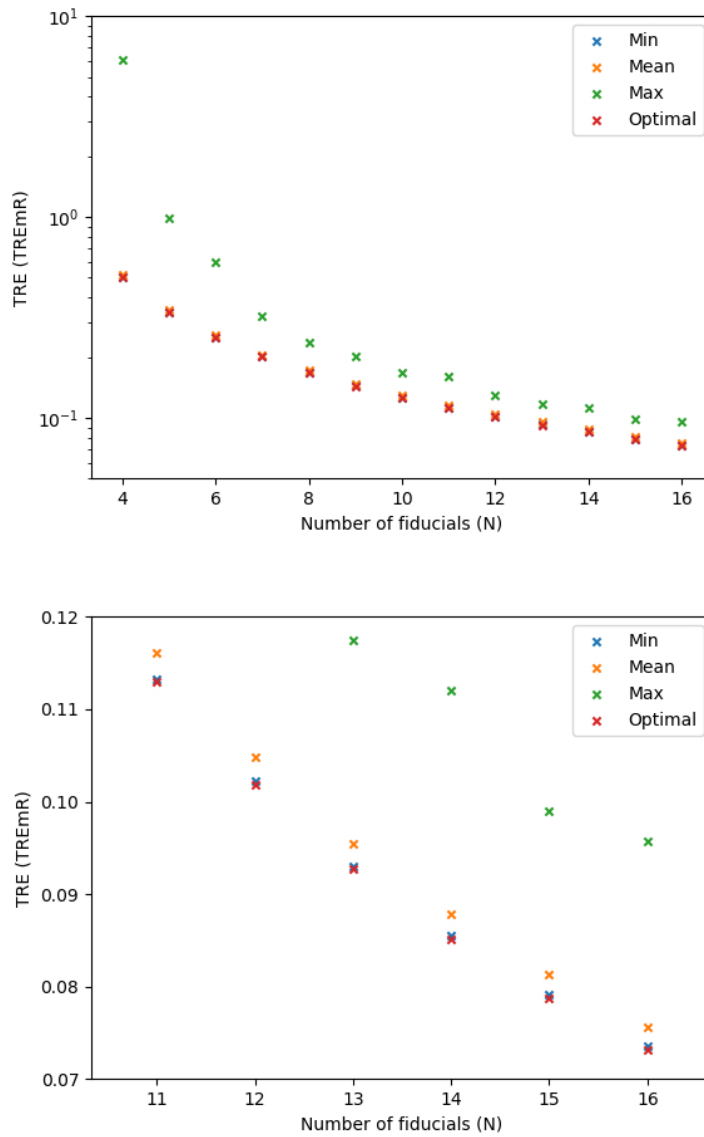 10¹
10⁰
10⁻¹
TRE (TREmR)
Min
Mean
Max
Optimal
4
6
8
10
12
14
16
Number of fiducials (N)
0.12
0.11
0.10
0.09
0.08
0.07
TRE (TREmR)
Min
Mean
Max
Optimal
11
12
13
14
15
16
Number of fiducials (N)